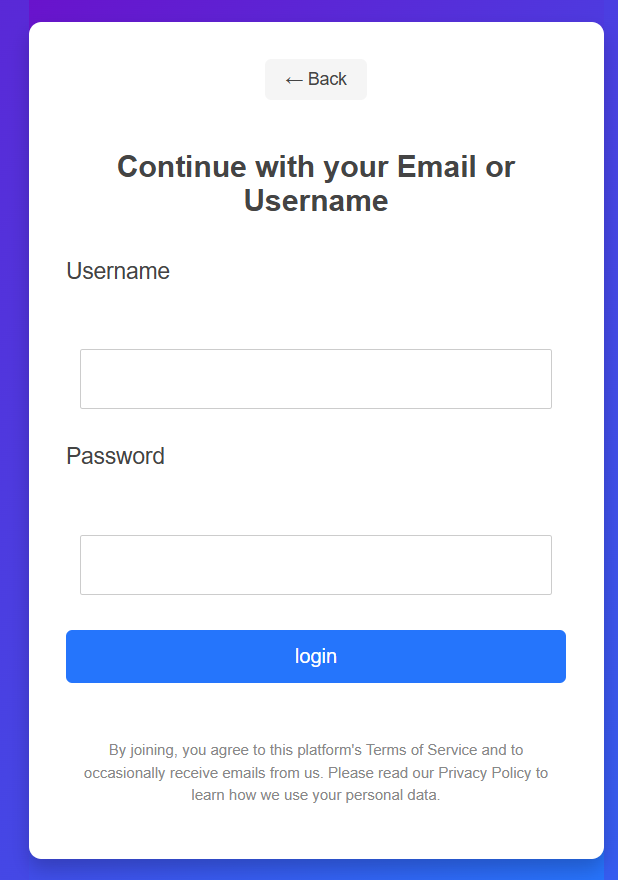 ← Back
Continue with your Email or
Username
Username
Password
login
By joining, you agree to this platform's Terms of Service and to
occasionally receive emails from us. Please read our Privacy Policy to
learn how we use your personal data.